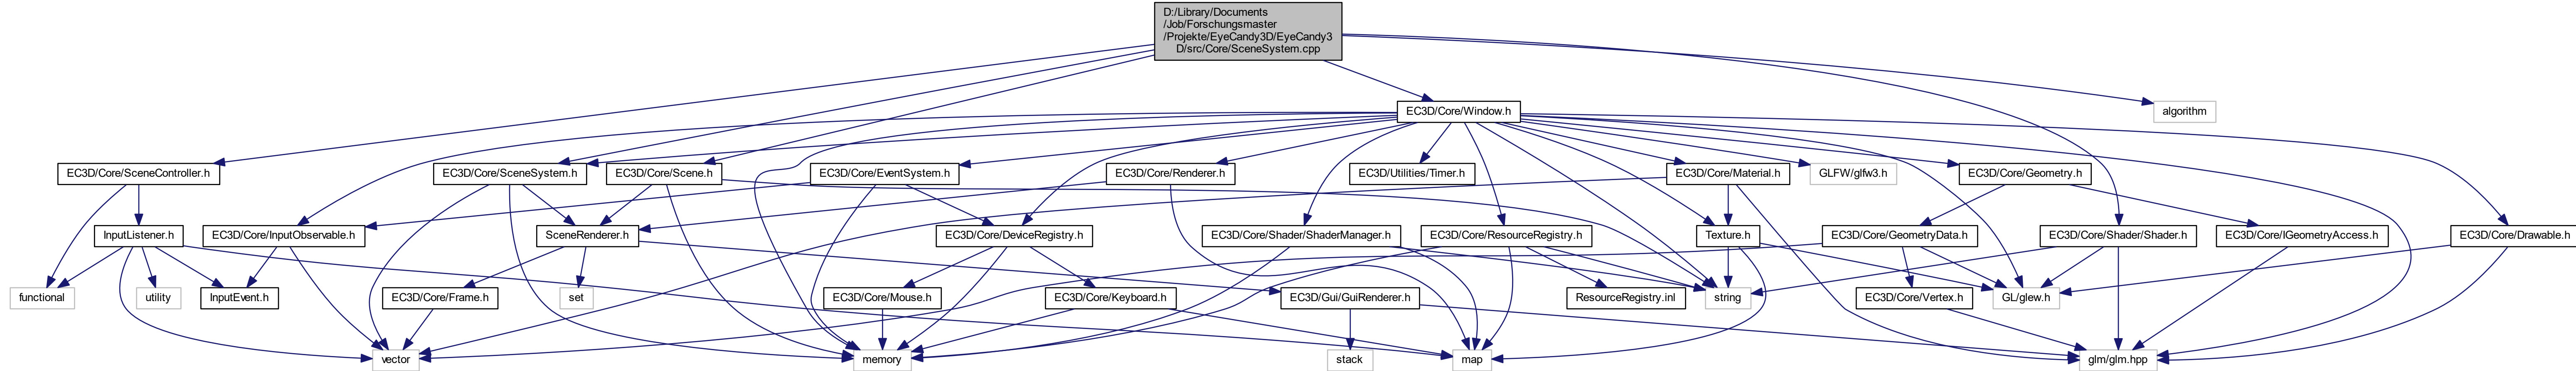 D:/Library/Documents
/Job/Forschungsmaster
/Projekte/EyeCandy3D/EyeCandy3
D/src/Core/SceneSystem.cpp
EC3D/Core/Window.h
algorithm
EC3D/Core/SceneController.h
EC3D/Core/SceneSystem.h
EC3D/Core/Scene.h
EC3D/Core/EventSystem.h
EC3D/Core/Renderer.h
EC3D/Utilities/Timer.h
EC3D/Core/Material.h
GLFW/glfw3.h
EC3D/Core/Geometry.h
InputListener.h
EC3D/Core/InputObservable.h
SceneRenderer.h
EC3D/Core/DeviceRegistry.h
EC3D/Core/Shader/ShaderManager.h
EC3D/Core/ResourceRegistry.h
Texture.h
EC3D/Core/GeometryData.h
EC3D/Core/Shader/Shader.h
EC3D/Core/IGeometryAccess.h
EC3D/Core/Drawable.h
functional
utility
InputEvent.h
EC3D/Core/Frame.h
set
EC3D/Core/Mouse.h
EC3D/Core/Keyboard.h
EC3D/Gui/GuiRenderer.h
ResourceRegistry.inl
string
EC3D/Core/Vertex.h
GL/glew.h
vector
memory
stack
map
glm/glm.hpp